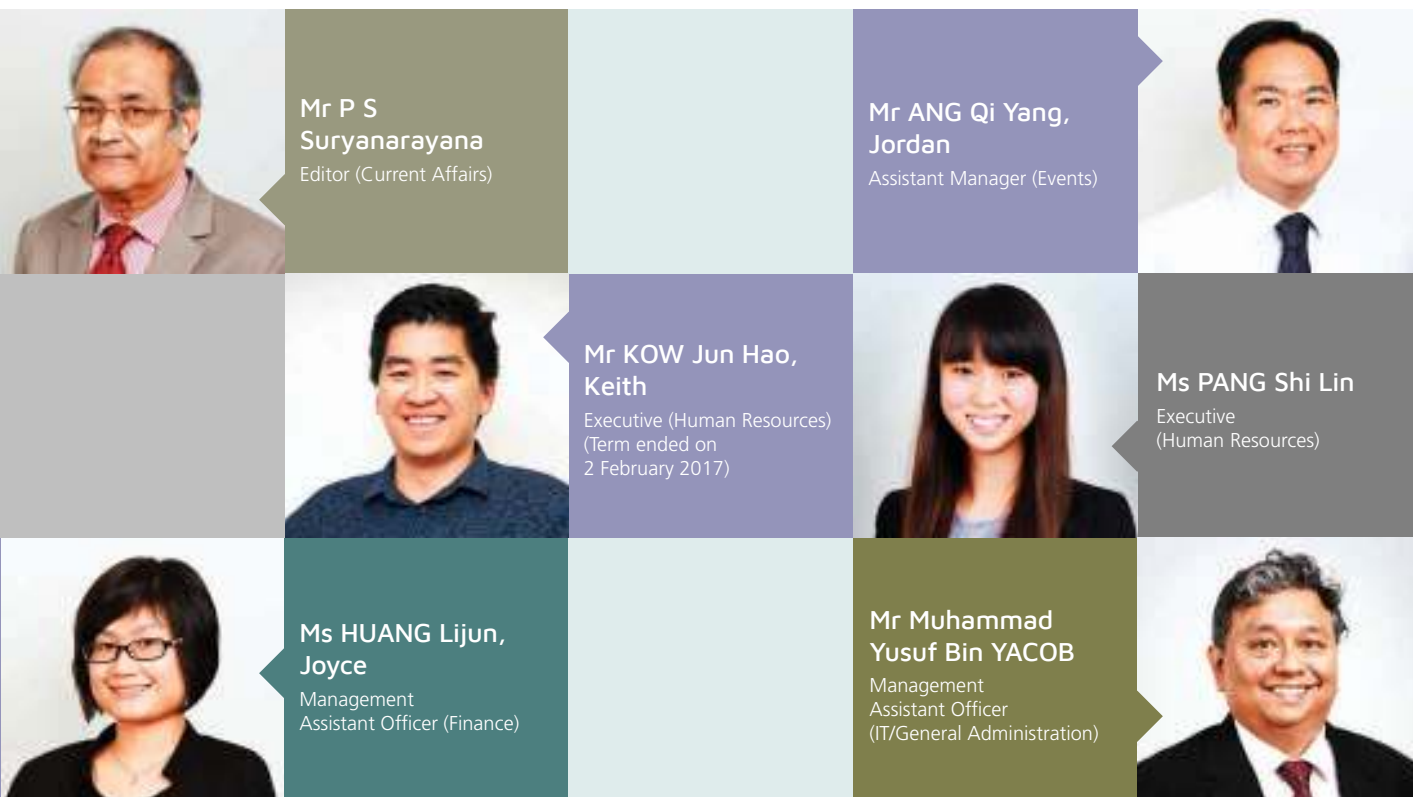 Mr P S
Suryanarayana
Editor (Current Affairs)
Mr ANG Qi Yang,
Jordan
Assistant Manager (Events)
Mr KOW Jun Hao,
Keith
Executive (Human Resources)
(Term ended on
2 February 2017)
Ms PANG Shi Lin
Executive
(Human Resources)
Ms HUANG Lijun,
Joyce
Management
Assistant Officer (Finance)
Mr Muhammad
Yusuf Bin YACOB
Management
Assistant Officer
(IT/General Administration)